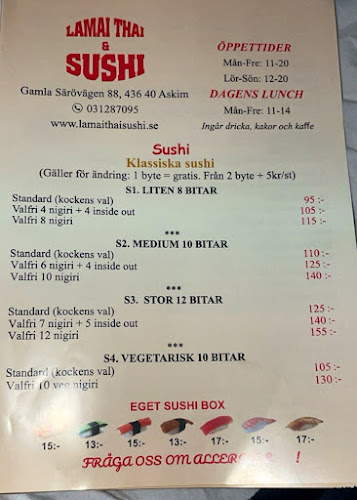 LAMAI THAI
&
SUSHI
Gamla Särövägen 88, 436 40 Askim
031287095
www.lamaithaisushi.se
ÖPPETTIDER
Mån-Fre: 11-20
Lör-Sön: 12-20
DAGENS LUNCH
Mån-Fre: 11-14
Ingår dricka, kakor och kaffe
Sushi
Klassiska sushi
(Gäller för ändring: 1 byte = gratis. Från 2 byte + 5kr/st)
S1. LITEN 8 BITAR
Standard (kockens val) 95 :-
Valfri 4 nigiri + 4 inside out 105 :-
Valfri 8 nigiri 115 :-
***
S2. MEDIUM 10 BITAR
Standard (kockens val) 110 :-
Valfri 6 nigiri + 4 inside out 125 :-
Valfri 10 nigiri 140 :-
***
S3. STOR 12 BITAR
Standard (kockens val) 125 :-
Valfri 7 nigiri + 5 inside out 140 :-
Valfri 12 nigiri 155 :-
***
S4. VEGETARISK 10 BITAR
Standard (kockens val) 105 :-
Valfri 10 veg nigiri 130 :-
EGET SUSHI BOX
15:- 13:- 15:- 13:- 17:- 15:- 17:-
FRÅGA OSS OM !